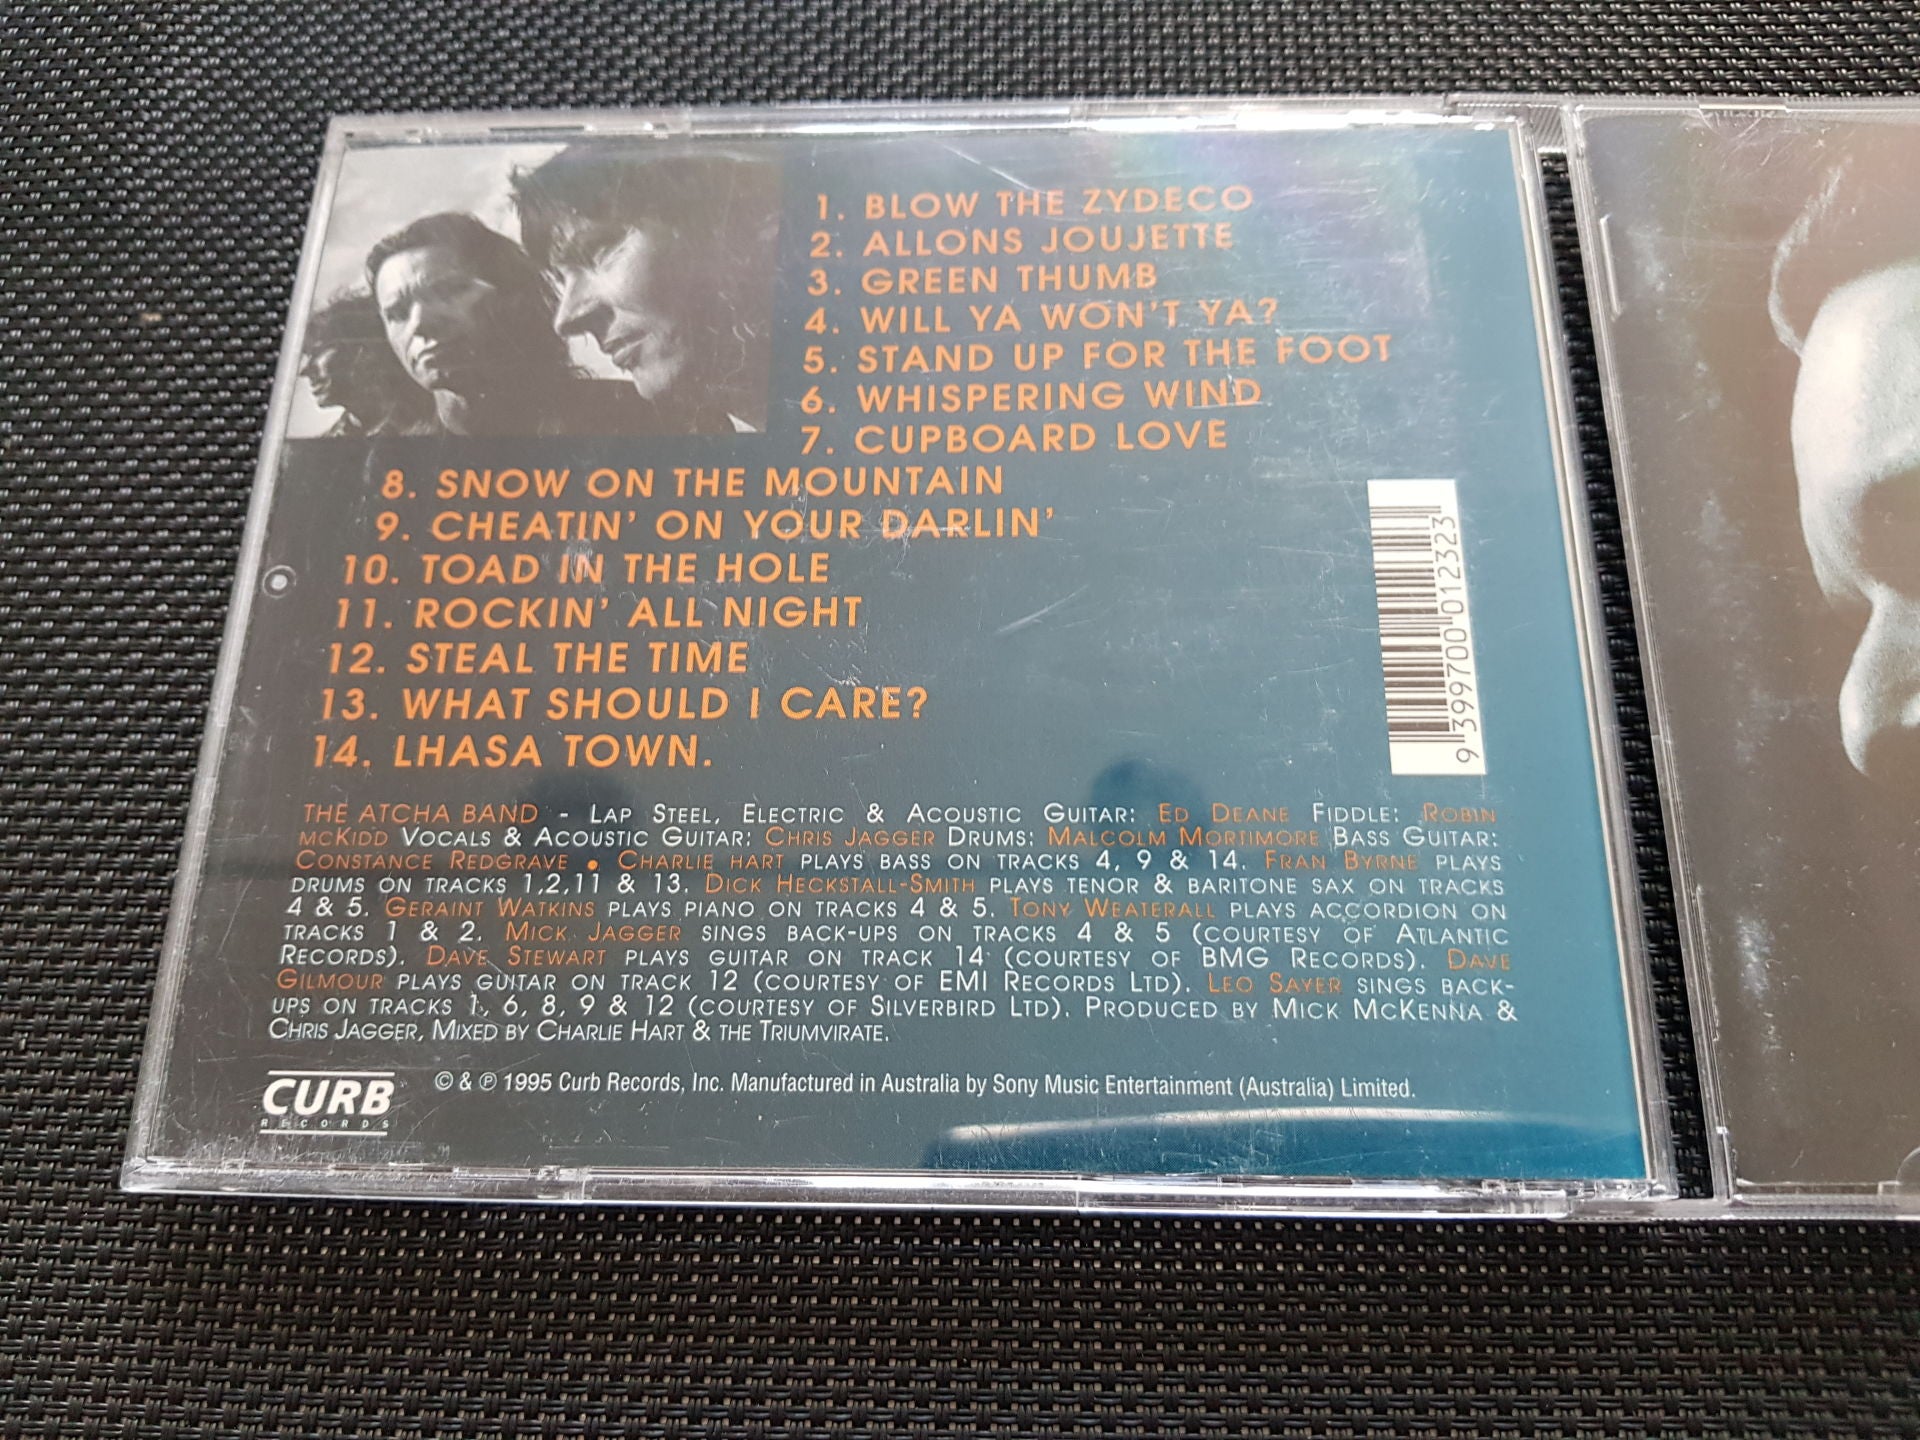 1. BLOW THE ZYDECO
2. ALLONS JOUJETTE
3. GREEN THUMB
4. WILL YA WON'T YA?
5. STAND UP FOR THE FOOT
6. WHISPERING WIND
7. CUPBOARD LOVE
8. SNOW ON THE MOUNTAIN
9. CHEATIN' ON YOUR DARLIN'
10. TOAD IN THE HOLE
11. ROCKIN' ALL NIGHT
12. STEAL THE TIME
13. WHAT SHOULD I CARE?
14. LHASA TOWN.
9 399700 012323
THE ATCHA BAND - LAP STEEL, ELECTRIC & ACOUSTIC GUITAR: ED DEANE FIDDLE: ROBIN
MCKIDD VOCALS & ACOUSTIC GUITAR: CHRIS JAGGER DRUMS: MALCOLM MORTIMORE BASS GUITAR:
CONSTANCE REDGRAVE • CHARLIE HART PLAYS BASS ON TRACKS 4, 9 & 14. FRAN BYRNE PLAYS
DRUMS ON TRACKS 1,2,11 & 13. DICK HECKSTALL-SMITH PLAYS TENOR & BARITONE SAX ON TRACKS
4 & 5. GERAINT WATKINS PLAYS PIANO ON TRACKS 4 & 5. TONY WEATERALL PLAYS ACCORDION ON
TRACKS 1 & 2. MICK JAGGER SINGS BACK-UPS ON TRACKS 4 & 5 (COURTESY OF ATLANTIC
RECORDS). DAVE STEWART PLAYS GUITAR ON TRACK 14 (COURTESY OF BMG RECORDS). DAVE
GILMOUR PLAYS GUITAR ON TRACK 12 (COURTESY OF EMI RECORDS LTD). LEO SAYER SINGS BACK-
UPS ON TRACKS 1, 6, 8, 9 & 12 (COURTESY OF SILVERBIRD LTD). PRODUCED BY MICK MCKENNA &
CHRIS JAGGER, MIXED BY CHARLIE HART & THE TRIUMVIRATE.
CURB
RECORDS
© & ℗ 1995 Curb Records, Inc. Manufactured in Australia by Sony Music Entertainment (Australia) Limited.